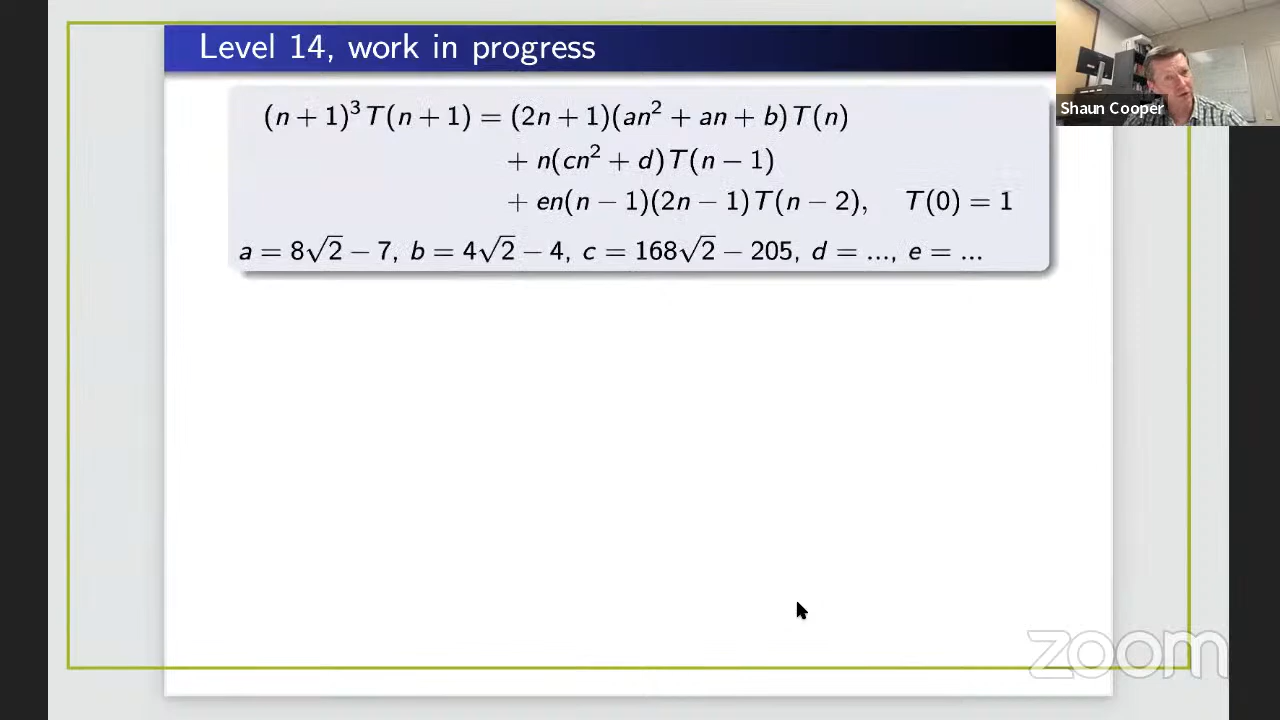 Level 14, work in progress
Shaun Cooper
(n + 1)³T(n + 1) = (2n + 1)(an² + an + b)T(n)
+ n(cn² + d)T(n − 1)
+ en(n − 1)(2n − 1)T(n − 2), T(0) = 1
a = 8√2 − 7, b = 4√2 − 4, c = 168√2 − 205, d = ..., e = ...
zoom